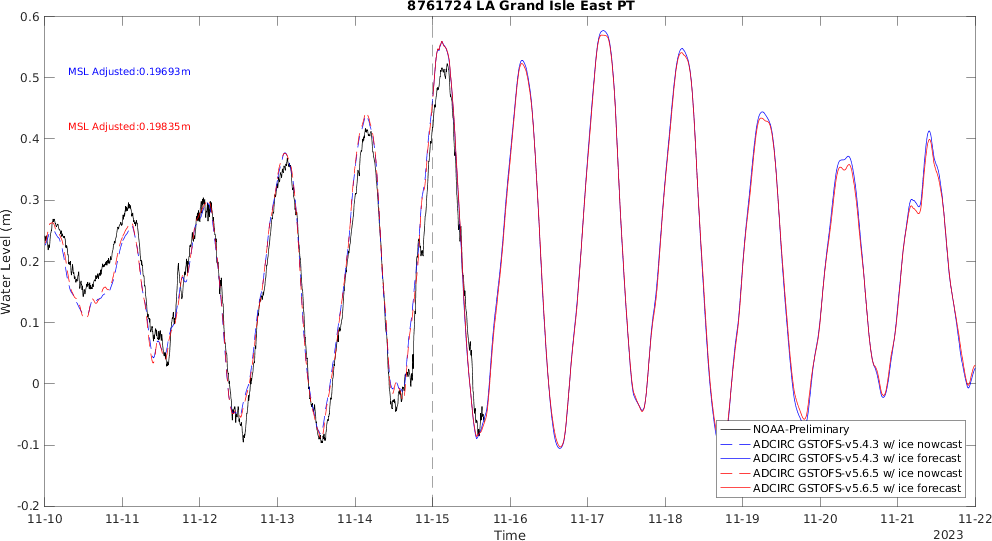 8761724 LA Grand Isle East PT
0.6
0.5
0.4
0.3
0.2
0.1
0
-0.1
-0.2
Water Level (m)
MSL Adjusted:0.19693m
MSL Adjusted:0.19835m
NOAA-Preliminary
ADCIRC GSTOFS-v5.4.3 w/ ice nowcast
ADCIRC GSTOFS-v5.4.3 w/ ice forecast
ADCIRC GSTOFS-v5.6.5 w/ ice nowcast
ADCIRC GSTOFS-v5.6.5 w/ ice forecast
11-10 11-11 11-12 11-13 11-14 11-15 11-16 11-17 11-18 11-19 11-20 11-21 11-22
Time
2023